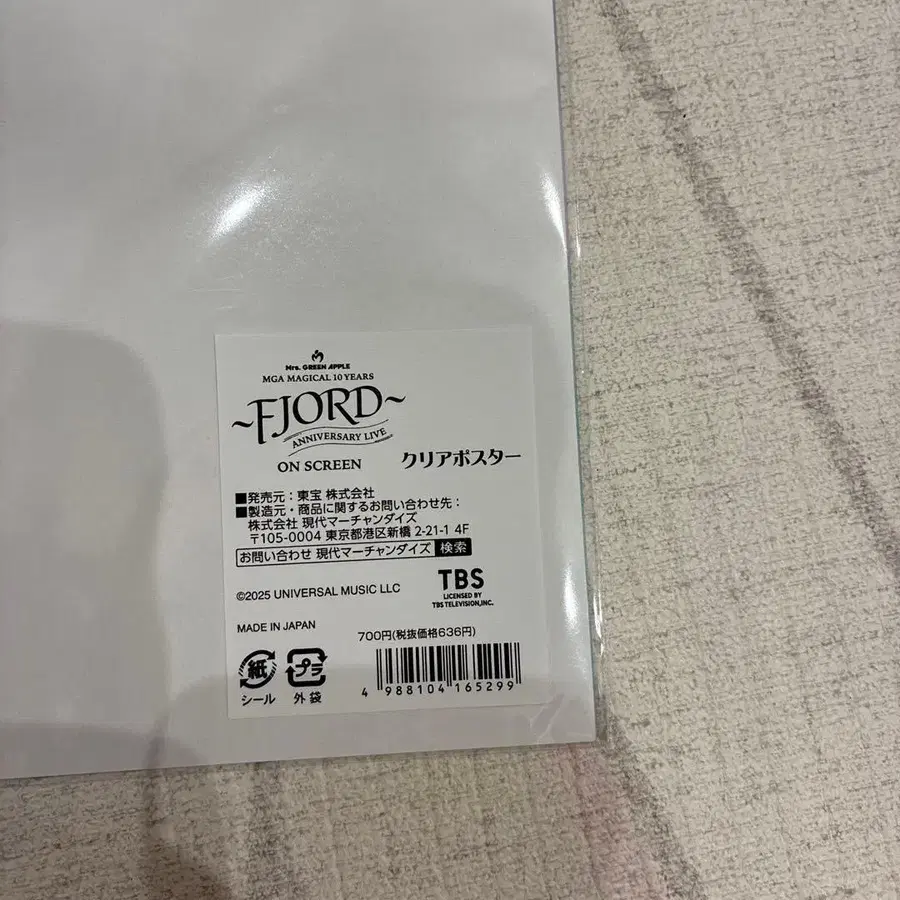 Mrs. GREEN APPLE
MGA MAGICAL 10 YEARS
~FJORD~
ANNIVERSARY LIVE
ON SCREEN クリアポスター
■発売元：東宝 株式会社
■製造元・商品に関するお問い合わせ先：
株式会社 現代マーチャンダイズ
〒105-0004 東京都港区新橋 2-21-1 4F
お問い合わせ 現代マーチャンダイズ 検索
©2025 UNIVERSAL MUSIC LLC
TBS
LICENSED BY
TBS TELEVISION,INC.
MADE IN JAPAN
700円(税抜価格636円)
紙 プラ
シール 外袋
4 988104 165299